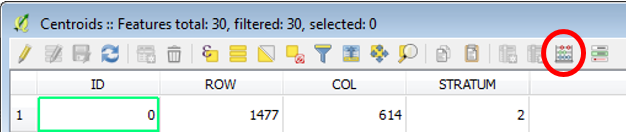 Centroids :: Features total: 30, filtered: 30, selected: 0
ID ROW COL STRATUM
1 0 1477 614 2